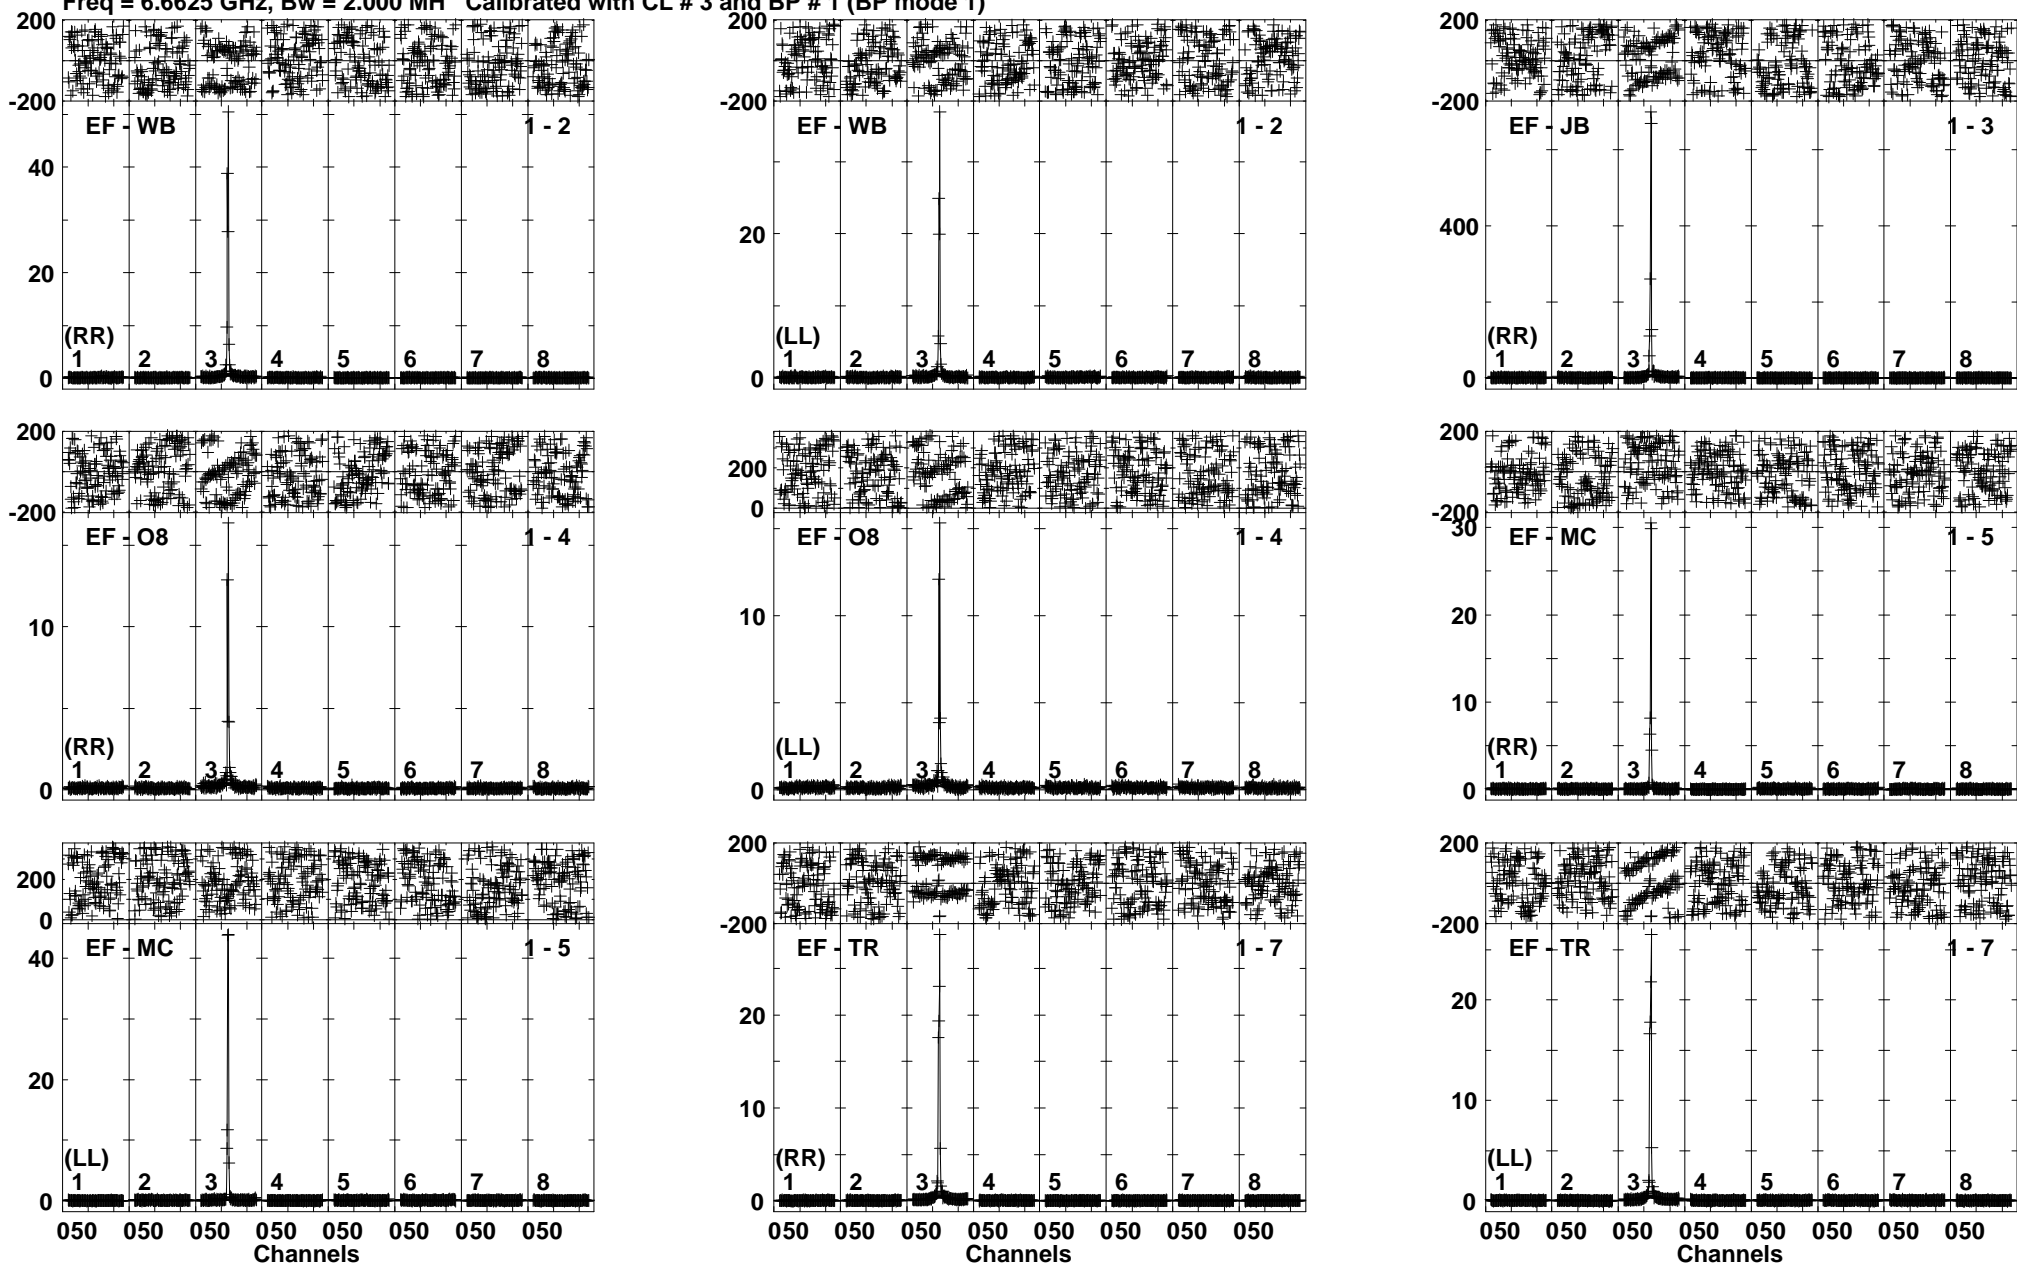 Freq = 6.6625 GHz, Bw = 2.000 MH Calibrated with CL # 3 and BP # 1 (BP mode 1)
200 200 200
-200 -200 -200
EF - WB 1 - 2 EF - WB 1 - 2 EF - JB 1 - 3
40
20 20 400
(RR) (LL) (RR)
1 2 3 4 5 6 7 8 1 2 3 4 5 6 7 8 1 2 3 4 5 6 7 8
0 0 0
200 200
200
-200 0 -200
EF - O8 1 - 4 EF - O8 1 - 4 EF - MC 1 - 5
30
20
10 10 10
(RR) (LL) (RR)
1 2 3 4 5 6 7 8 1 2 3 4 5 6 7 8 1 2 3 4 5 6 7 8
0 0 0
200 200
200
0 -200 -200
EF - MC 1 - 5 EF - TR 1 - 7 EF - TR 1 - 7
40
20 20 20
10 10
(LL) (RR) (LL)
1 2 3 4 5 6 7 8 1 2 3 4 5 6 7 8 1 2 3 4 5 6 7 8
0 0 0
050 050 050 050 050 050 050 050 050 050 050 050 050 050 050 050 050 050 050 050 050 050 050 050
Channels Channels